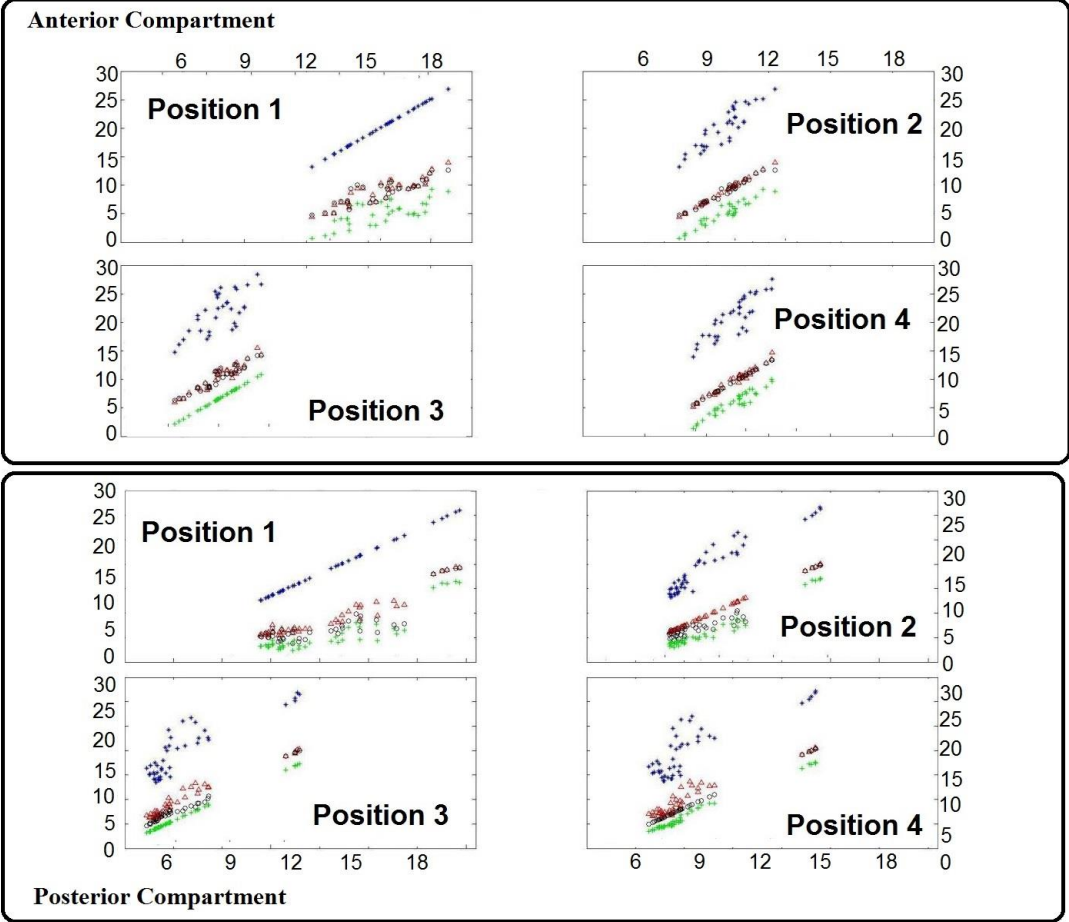 Anterior Compartment
6 9 12 15 18 6 9 12 15 18
30 30
25 Position 1 25
20 Position 2 20
15 15
10 10
5 5
0 0
30 30
25 25
20 Position 4 20
15 15
10 10
5 Position 3 5
0 0
30 30
25 Position 1 25
20 20
15 15
10 10
5 Position 2 5
0 0
30 30
25 25
20 20
15 15
10 10
5 Position 3 Position 4 5
0 0
6 9 12 15 18 6 9 12 15 18
Posterior Compartment